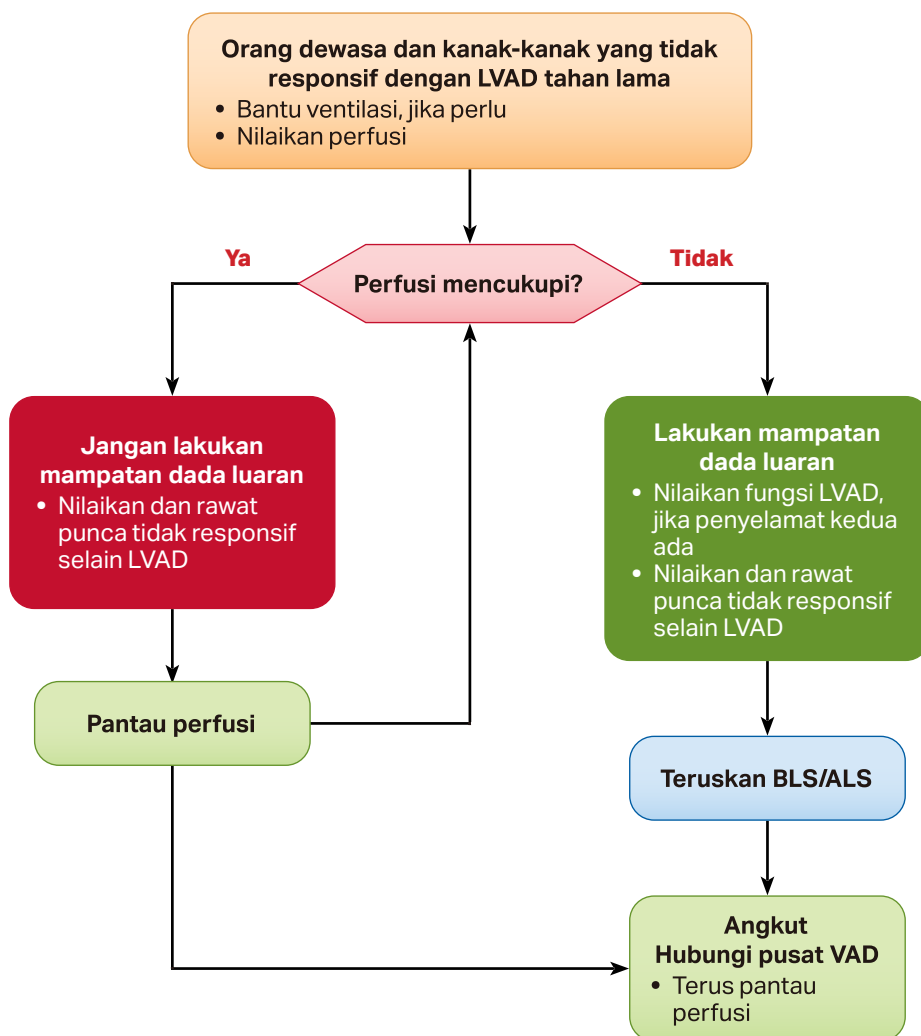 Orang dewasa dan kanak-kanak yang tidak
responsif dengan LVAD tahan lama
• Bantu ventilasi, jika perlu
• Nilaikan perfusi
Ya
Perfusi mencukupi?
Tidak
Jangan lakukan
mampatan dada luaran
• Nilaikan dan rawat
punca tidak responsif
selain LVAD
Lakukan mampatan
dada luaran
• Nilaikan fungsi LVAD,
jika penyelamat kedua
ada
• Nilaikan dan rawat
punca tidak responsif
selain LVAD
Pantau perfusi
Teruskan BLS/ALS
Angkut
Hubungi pusat VAD
• Terus pantau
perfusi